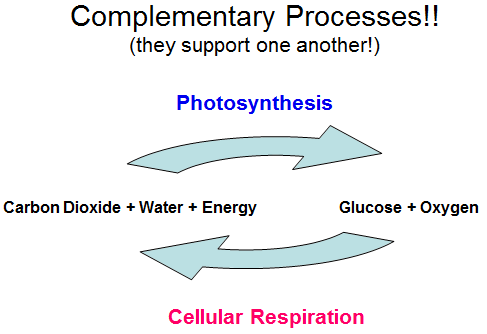 Complementary Processes!!
(they support one another!)
Photosynthesis
Carbon Dioxide + Water + Energy
Glucose + Oxygen
Cellular Respiration